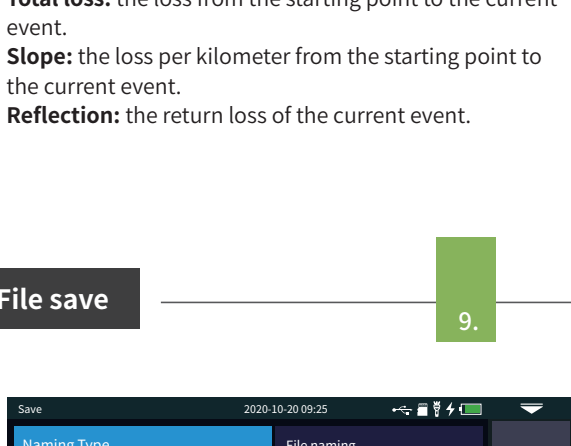 Total loss: the loss from the starting point to the current
event.
Slope: the loss per kilometer from the starting point to
the current event.
Reflection: the return loss of the current event.
File save
9.
Save 2020-10-20 09:25
Naming Type File naming